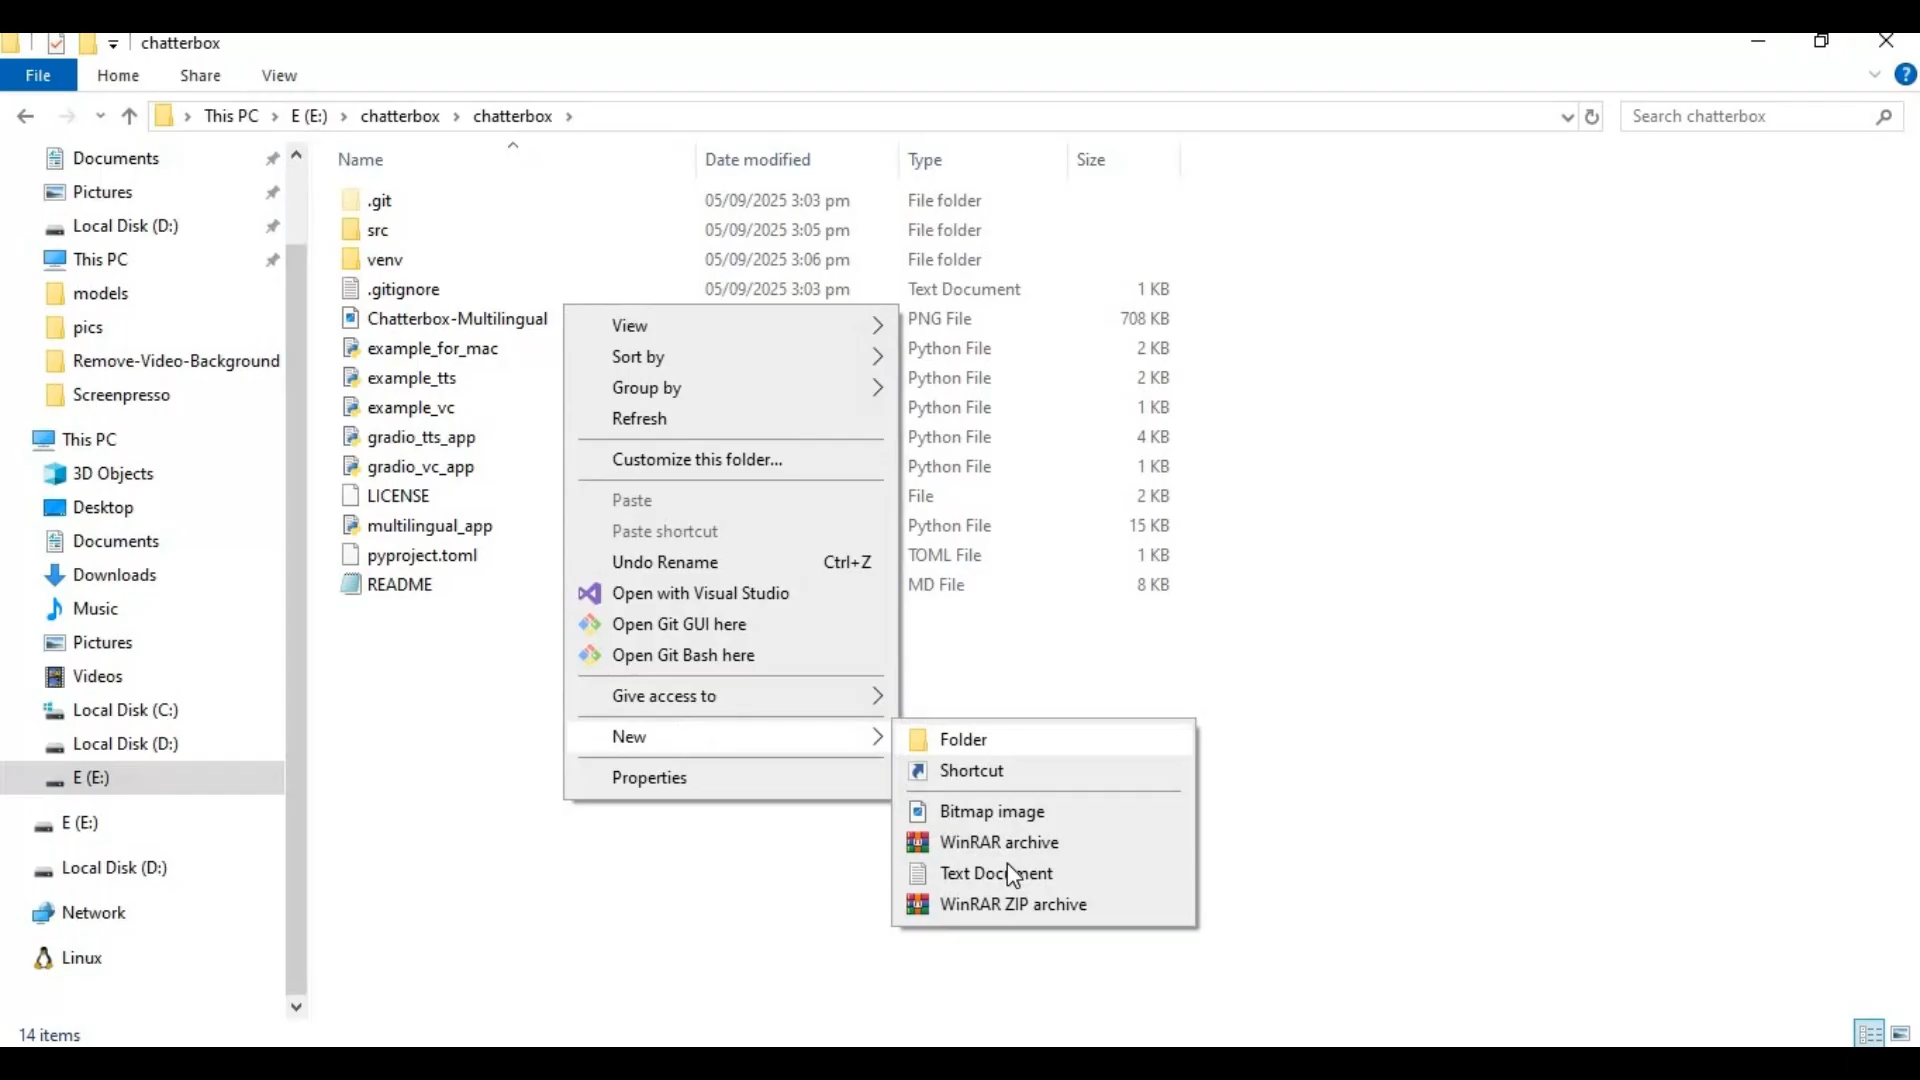 chatterbox
File Home Share View
This PC E (E:) chatterbox chatterbox Search chatterbox
Documents
Pictures
Local Disk (D:)
This PC
models
pics
Remove-Video-Background
Screenpresso
This PC
3D Objects
Desktop
Documents
Downloads
Music
Pictures
Videos
Local Disk (C:)
Local Disk (D:)
E (E:)
E (E:)
Local Disk (D:)
Network
Linux
Name Date modified Type Size
.git 05/09/2025 3:03 pm File folder
src 05/09/2025 3:05 pm File folder
venv 05/09/2025 3:06 pm File folder
.gitignore 05/09/2025 3:03 pm Text Document 1 KB
Chatterbox-Multilingual PNG File 708 KB
example_for_mac Python File 2 KB
example_tts Python File 2 KB
example_vc Python File 1 KB
gradio_tts_app Python File 4 KB
gradio_vc_app Python File 1 KB
LICENSE File 2 KB
multilingual_app Python File 15 KB
pyproject.toml TOML File 1 KB
README MD File 8 KB
View
Sort by
Group by
Refresh
Customize this folder...
Paste
Paste shortcut
Undo Rename Ctrl+Z
Open with Visual Studio
Open Git GUI here
Open Git Bash here
Give access to
New
Properties
Folder
Shortcut
Bitmap image
WinRAR archive
Text Document
WinRAR ZIP archive
14 items